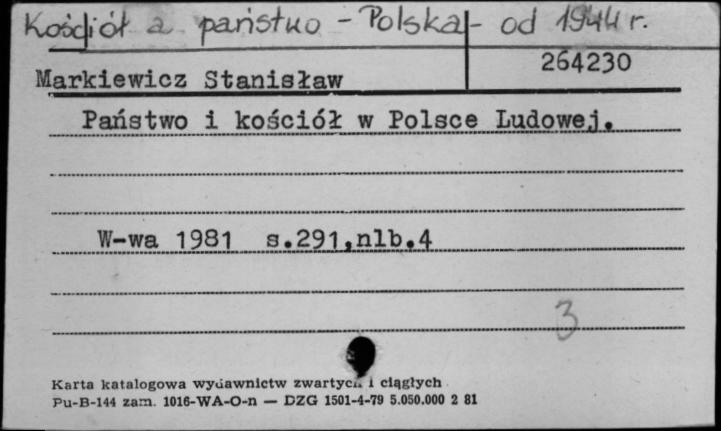 Kościół a państwo - Polska - od 1944 r.
264230
Markiewicz Stanisław
Państwo i kościół w Polsce Ludowej.
W-wa 1981 s.291,nlb.4
3
Karta katalogowa wydawnictw zwartych i ciągłych
Pu-B-144 zam. 1016-WA-O-n — DZG 1501-4-79 5.050.000 2 81